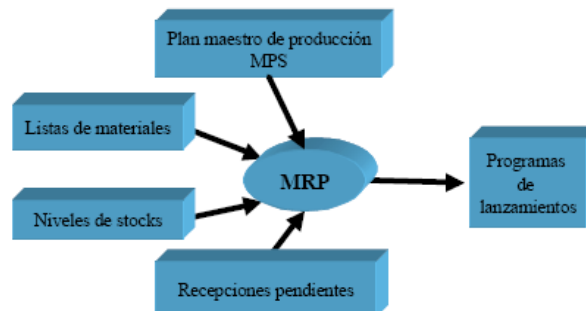 Plan maestro de producción
MPS
Listas de materiales
MRP
Programas
de
lanzamientos
Niveles de stocks
Recepciones pendientes